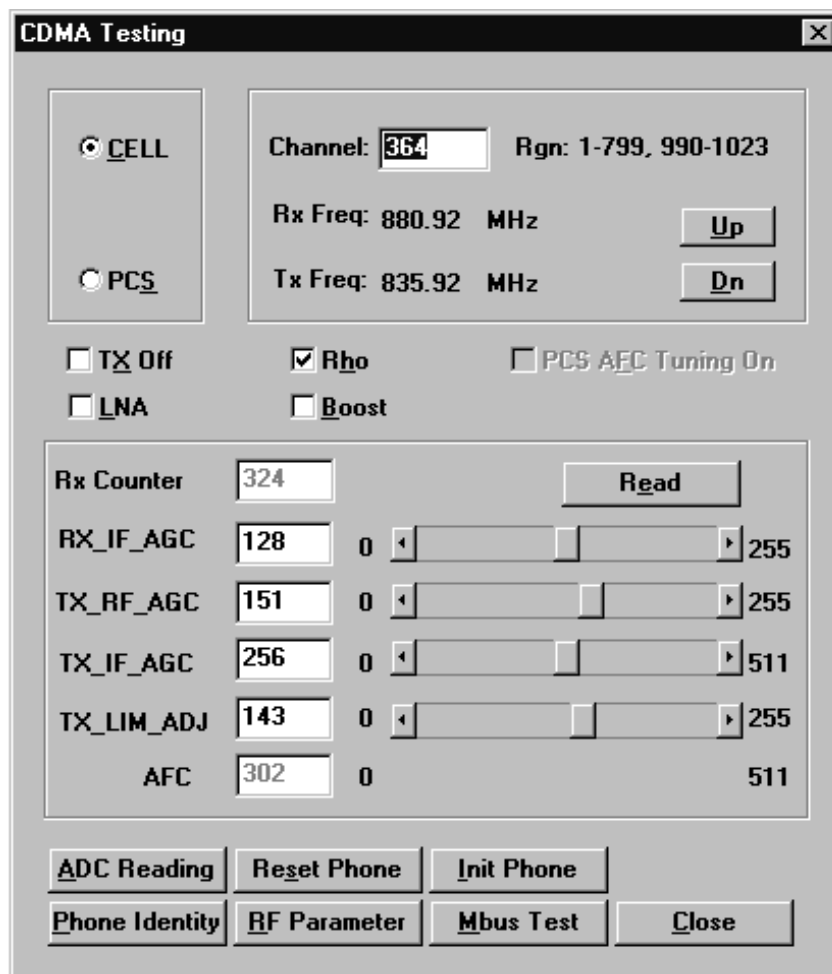 CDMA Testing
CELL
Channel: 364 Rgn: 1-799, 990-1023
Rx Freq: 880.92 MHz
Up
PCS
Tx Freq: 835.92 MHz
Dn
TX Off Rho PCS AFC Tuning On
LNA Boost
Rx Counter 324 Read
RX_IF_AGC 128 0 255
TX_RF_AGC 151 0 255
TX_IF_AGC 256 0 511
TX_LIM_ADJ 143 0 255
AFC 302 0 511
ADC Reading Reset Phone Init Phone
Phone Identity RF Parameter Mbus Test Close